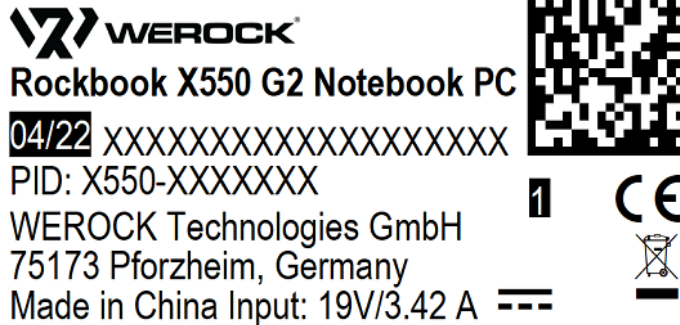 WEROCK®
Rockbook X550 G2 Notebook PC
04/22 XXXXXXXXXXXXXXXXXXX
PID: X550-XXXXXXX
1
CE
WEROCK Technologies GmbH
75173 Pforzheim, Germany
Made in China Input: 19V/3.42 A